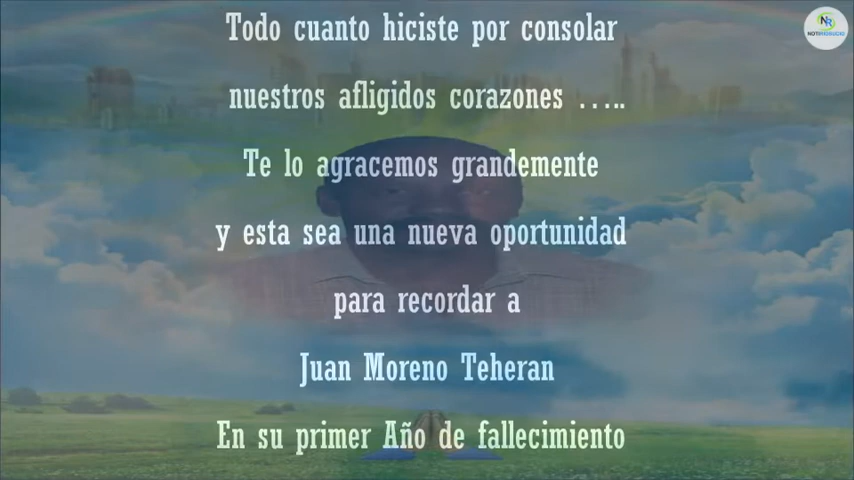 Todo cuanto hiciste por consolar
nuestros afligidos corazones …..
Te lo agracemos grandemente
y esta sea una nueva oportunidad
para recordar a
Juan Moreno Teheran
En su primer Año de fallecimiento
NR